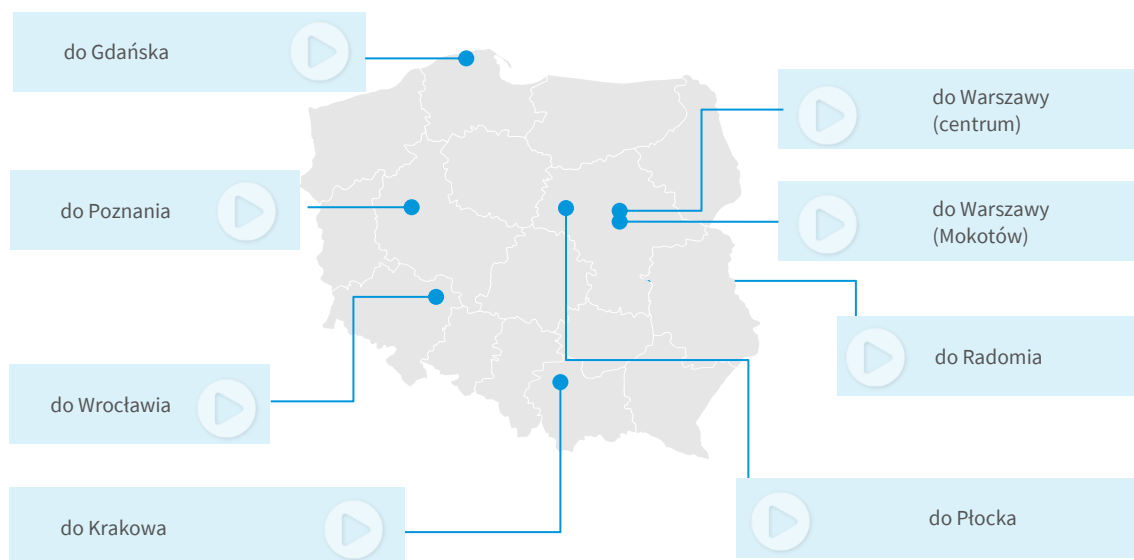 do Gdańska
do Warszawy
(centrum)
do Poznania
do Warszawy
(Mokotów)
do Radomia
do Wrocławia
do Krakowa
do Płocka